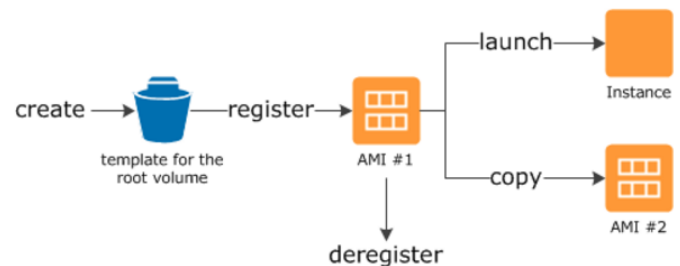 create
template for the
root volume
register
AMI #1
deregister
launch
Instance
copy
AMI #2